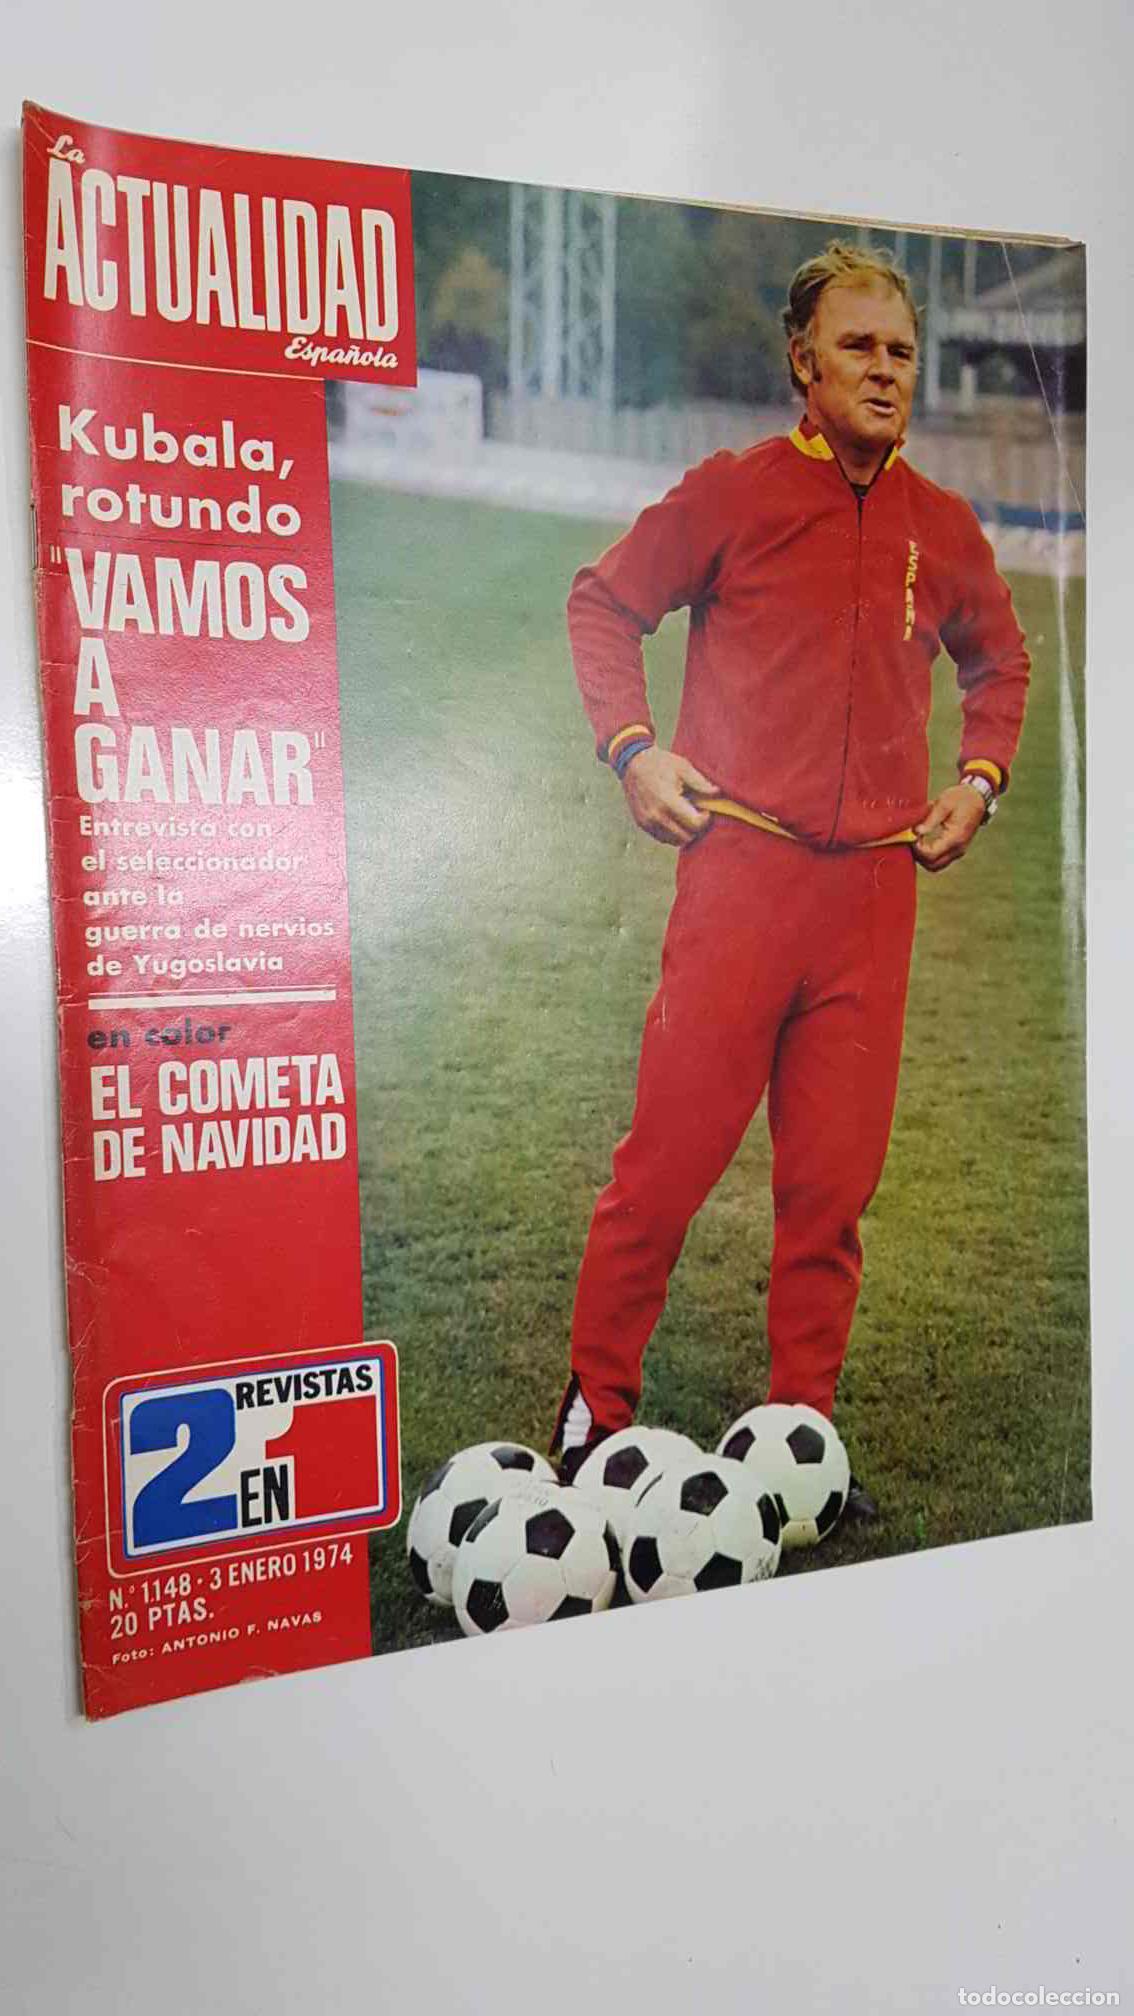 La
ACTUALIDAD
Española
Kubala,
rotundo
"VAMOS
A
GANAR"
Entrevista con
el seleccionador
ante la
guerra de nervios
de Yugoslavia
en color
EL COMETA
DE NAVIDAD
2 REVISTAS
EN 1
N.º 1.148 · 3 ENERO 1974
20 PTAS.
Foto: ANTONIO F. NAVAS
ESPAÑA
todocoleccion